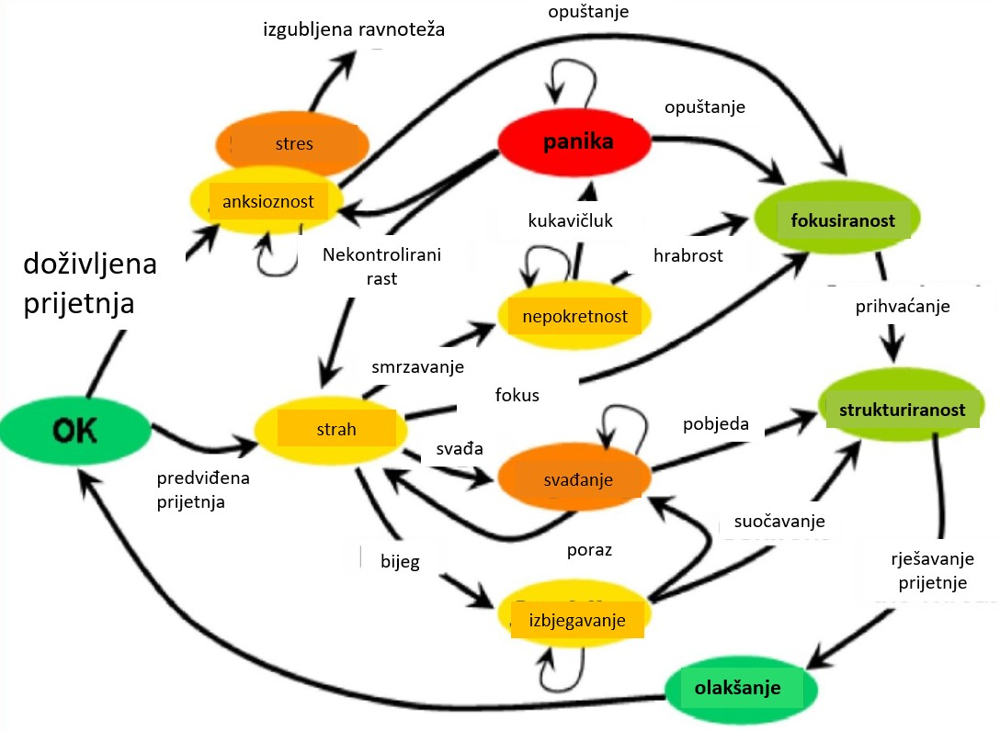 opuštanje
izgubljena ravnoteža
opuštanje
stres
panika
anksioznost
kukavičluk
fokusiranost
doživljena
prijetnja
Nekontrolirani
rast
hrabrost
nepokretnost
prihvaćanje
smrzavanje
fokus
OK
strah
strukturiranost
pobjeda
svađa
predviđena
prijetnja
svađanje
suočavanje
bijeg
poraz
rješavanje
prijetnje
izbjegavanje
olakšanje